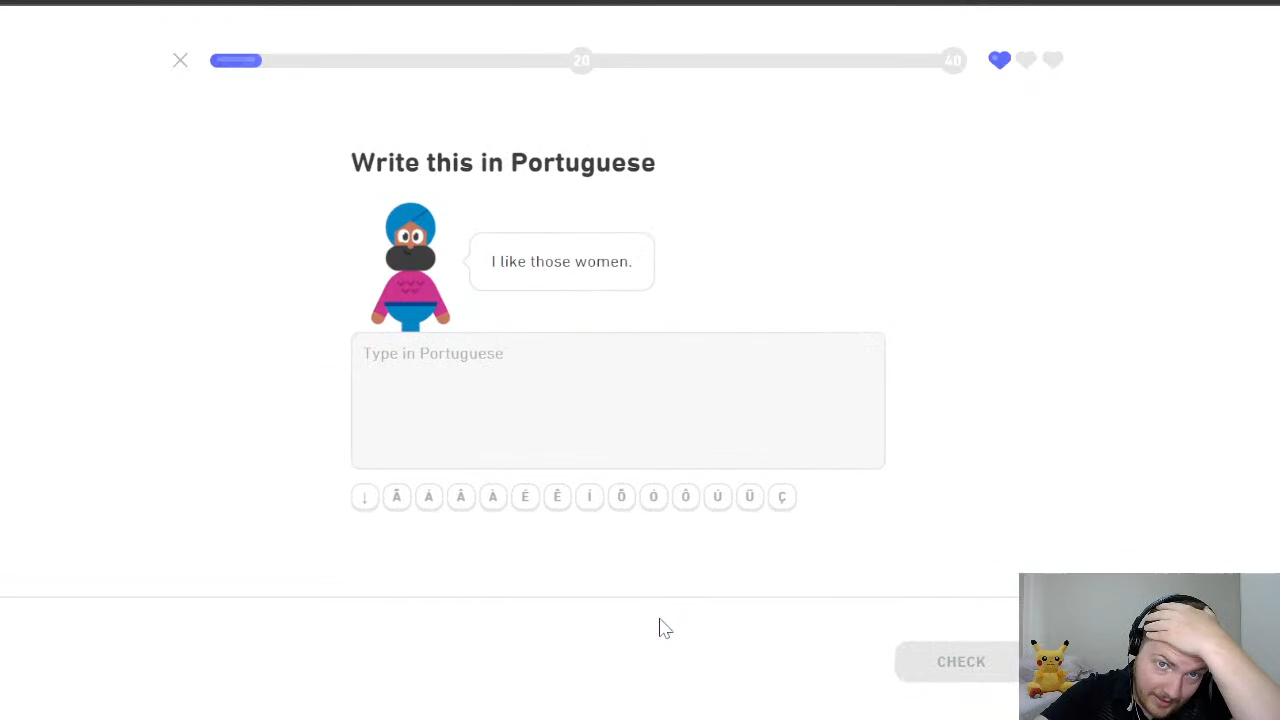 20
40
Write this in Portuguese
I like those women.
Type in Portuguese
↓ Ã Á Â À É Ê Í Õ Ó Ô Ú Ü Ç
CHECK